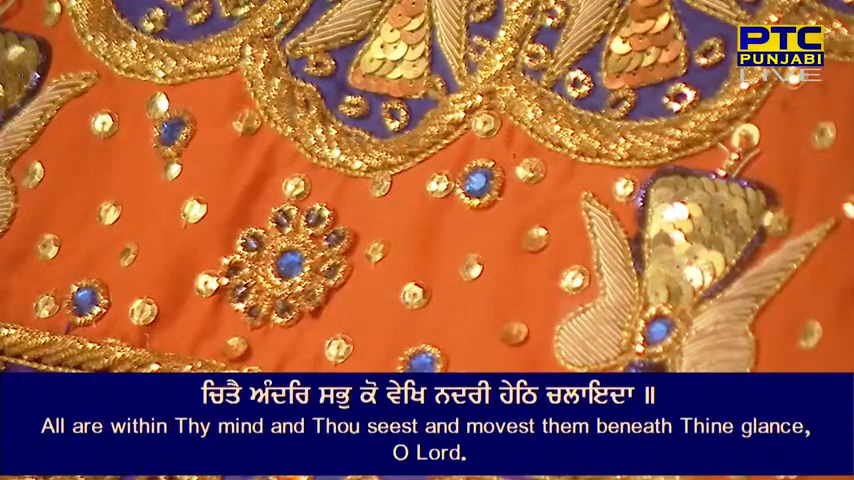 PTC
PUNJABI
LIVE
ਚਿਤੈ ਅੰਦਰਿ ਸਭੁ ਕੋ ਵੇਖਿ ਨਦਰੀ ਹੇਠਿ ਚਲਾਇਦਾ ॥
All are within Thy mind and Thou seest and movest them beneath Thine glance,
O Lord.